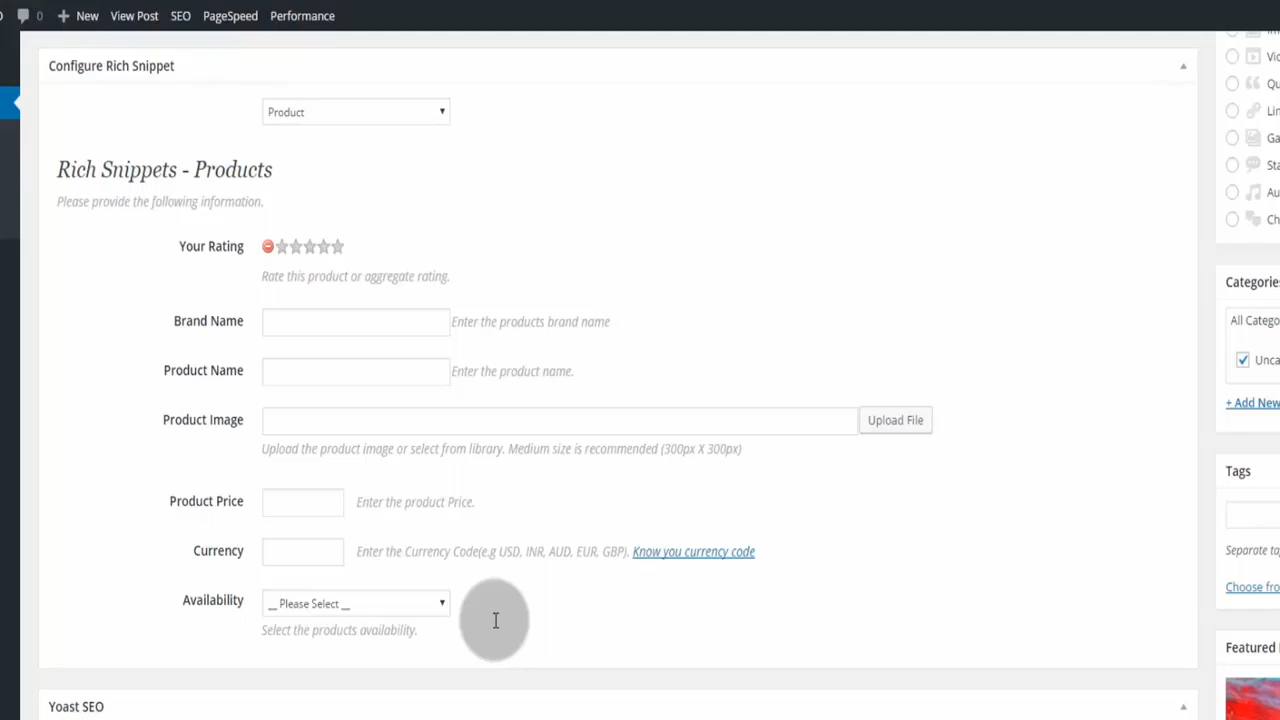 0 New View Post SEO PageSpeed Performance
Configure Rich Snippet
Product
Rich Snippets - Products
Please provide the following information.
Your Rating
Rate this product or aggregate rating.
Brand Name Enter the products brand name
Product Name Enter the product name.
Product Image Upload File
Upload the product image or select from library. Medium size is recommended (300px X 300px)
Product Price Enter the product Price.
Currency Enter the Currency Code(e.g USD, INR, AUD, EUR, GBP). Know you currency code
Availability __ Please Select __
Select the products availability.
Yoast SEO
Vic
Qu
Lin
Ga
Sta
Au
Ch
Categorie
All Catego
Unca
+ Add New
Tags
Separate ta
Choose fro
Featured